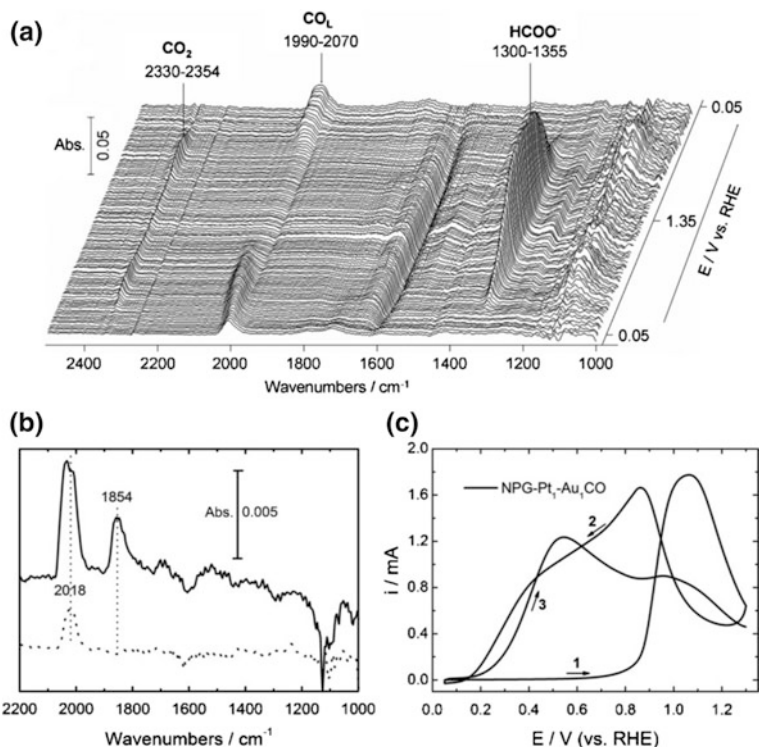 (a)
CO₂
2330-2354
CO_L
1990-2070
HCOO⁻
1300-1355
Abs.
0.05
0.05
1.35
0.05
E / V vs. RHE
2400 2200 2000 1800 1600 1400 1200 1000
Wavenumbers / cm⁻¹
(b)
2018
1854
Abs. 0.005
2200 2000 1800 1600 1400 1200 1000
Wavenumbers / cm⁻¹
(c)
2.0
1.6
1.2
0.8
0.4
0.0
i / mA
NPG-Pt₁-Au₁CO
2
3
1
0.0 0.2 0.4 0.6 0.8 1.0 1.2
E / V (vs. RHE)